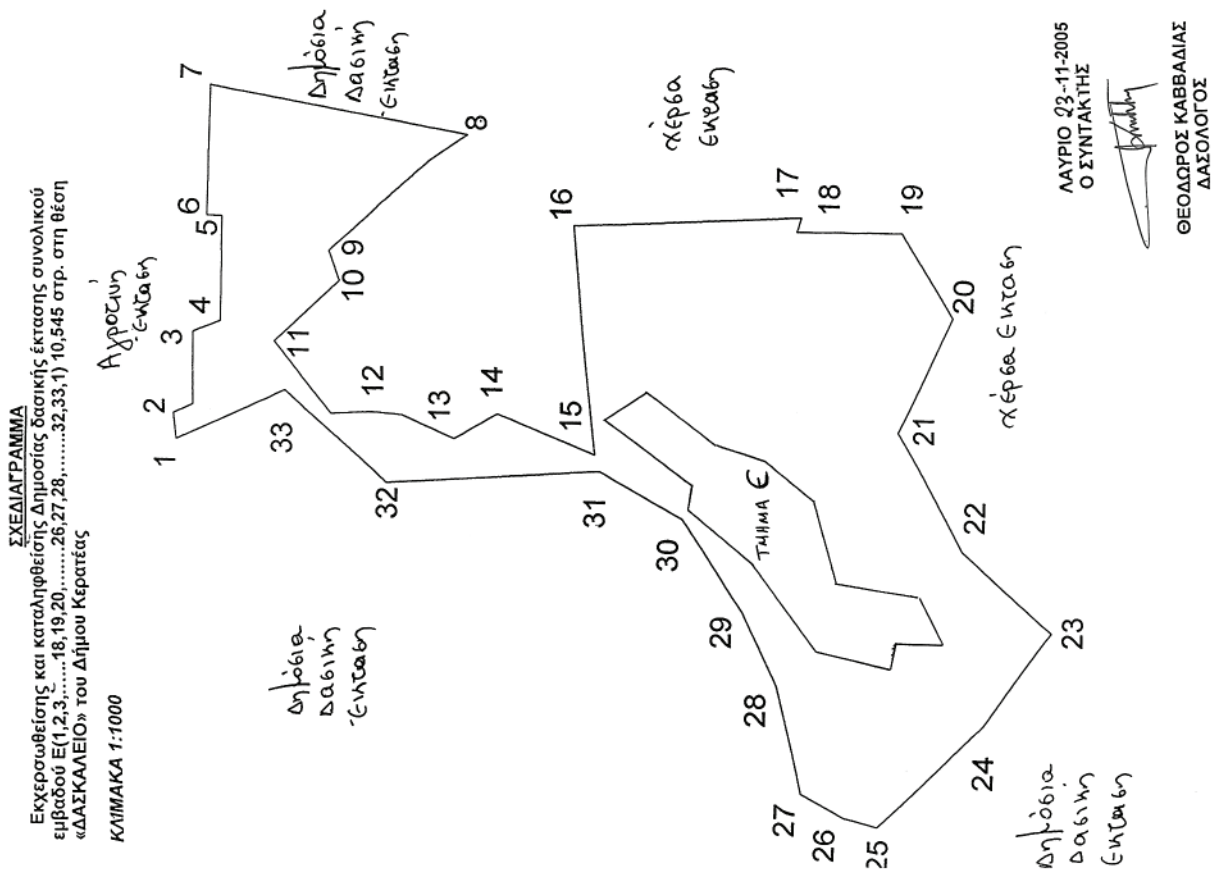 ΣΧΕΔΙΑΓΡΑΜΜΑ
Εκχερσωθείσης και καταληφθείσης Δημοσίας δασικής έκτασης συνολικού
εμβαδού Ε(1,2,3,......18,19,20,........26,27,28,........32,33,1) 10,545 στρ. στη θέση
«ΔΑΣΚΑΛΕΙΟ» του Δήμου Κερατέας
ΚΛΙΜΑΚΑ 1:1000
Αγροτική
Έκταση
Δημόσια
Δασική
Έκταση
1
2
3
4
5
6
7
8
9
10
11
12
13
14
15
16
17
18
19
20
21
22
23
24
25
26
27
28
29
30
31
32
33
Δημόσια
Δασική
Έκταση
ΤΜΗΜΑ Ε
Χέρσα
Έκταση
Χέρσα Έκταση
Δημόσια
Δασική
Έκταση
ΛΑΥΡΙΟ 23-11-2005
Ο ΣΥΝΤΑΚΤΗΣ
ΘΕΟΔΩΡΟΣ ΚΑΒΒΑΔΙΑΣ
ΔΑΣΟΛΟΓΟΣ